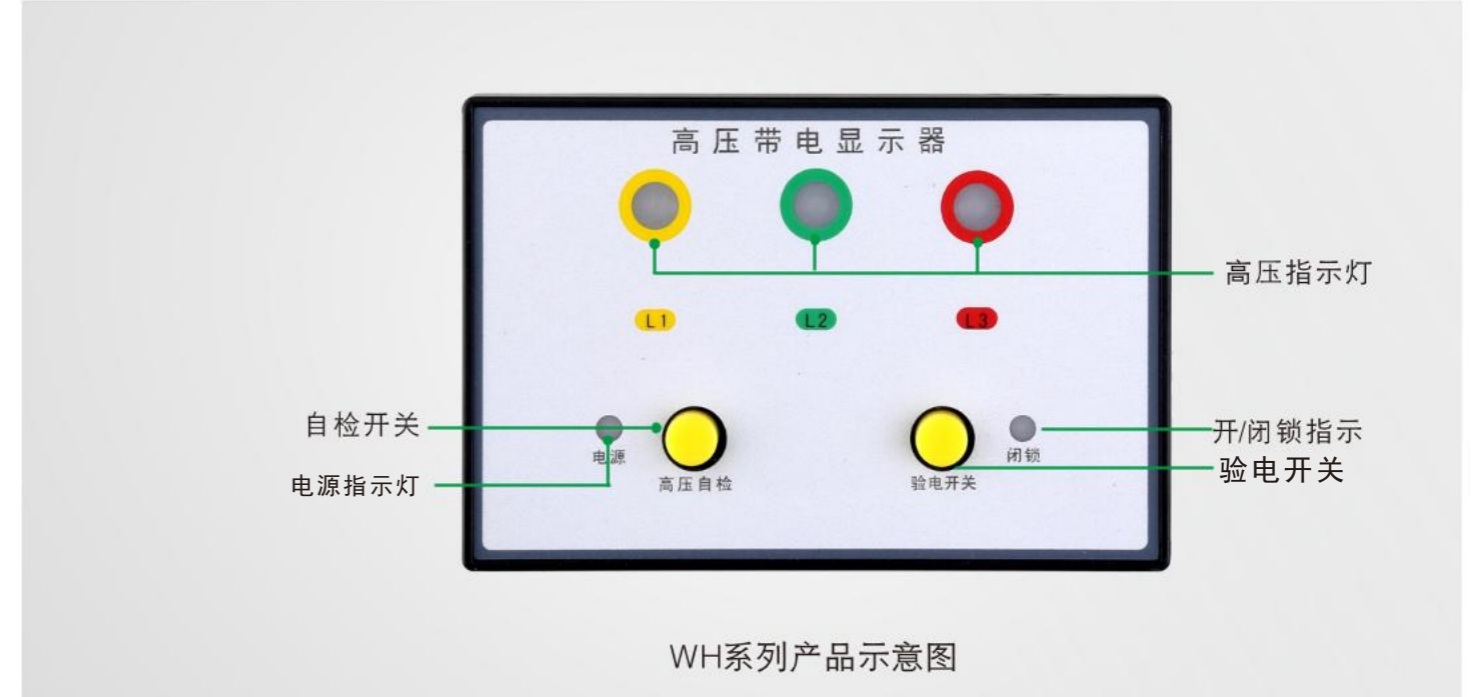 高压带电显示器
高压指示灯
L1 L2 L3
自检开关
电源
高压自检
验电开关
闭锁
开/闭锁指示
电源指示灯
验电开关
WH系列产品示意图